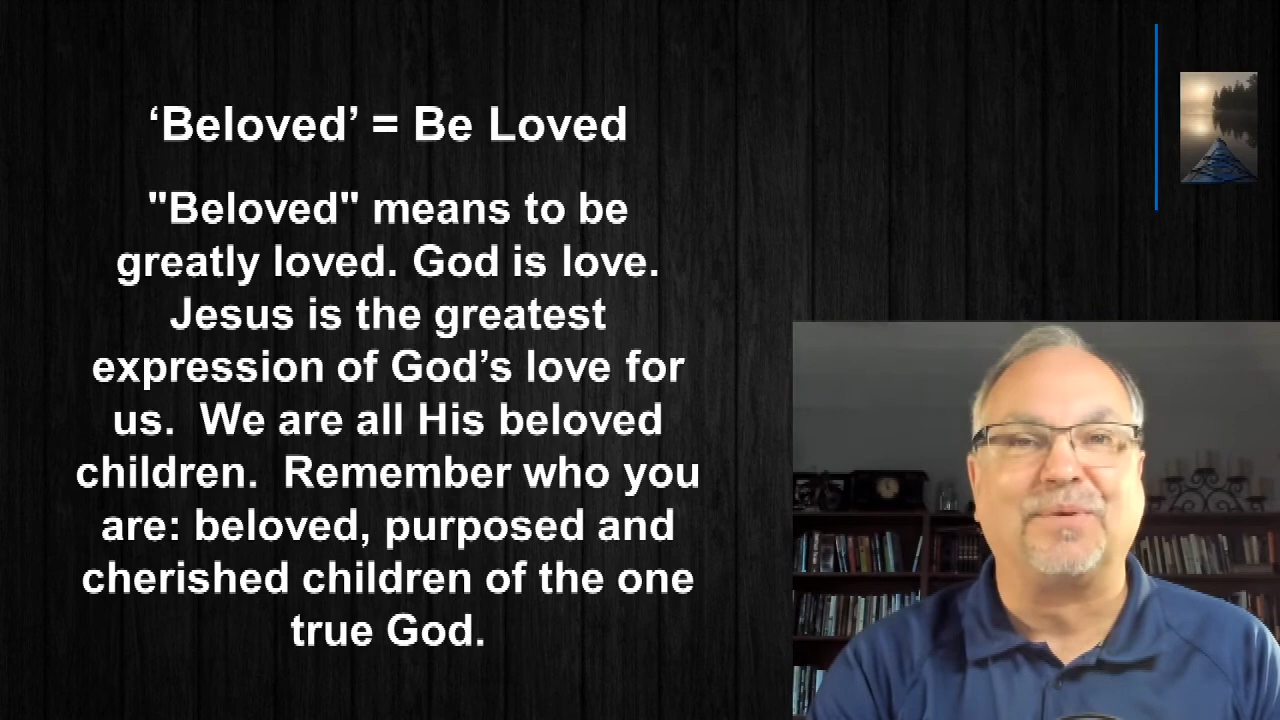 ‘Beloved’ = Be Loved
"Beloved" means to be
greatly loved. God is love.
Jesus is the greatest
expression of God’s love for
us.  We are all His beloved
children.  Remember who you
are: beloved, purposed and
cherished children of the one
true God.